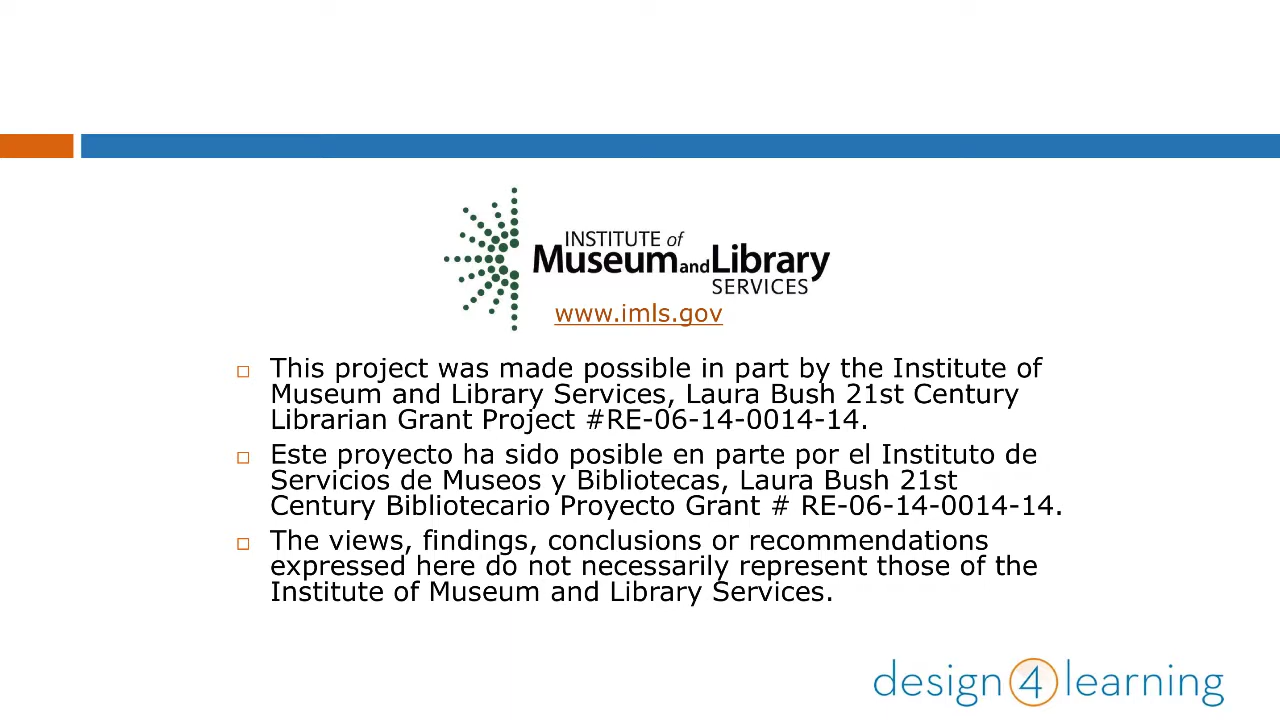 INSTITUTE of
Museum and Library
SERVICES
www.imls.gov
This project was made possible in part by the Institute of
Museum and Library Services, Laura Bush 21st Century
Librarian Grant Project #RE-06-14-0014-14.
Este proyecto ha sido posible en parte por el Instituto de
Servicios de Museos y Bibliotecas, Laura Bush 21st
Century Bibliotecario Proyecto Grant # RE-06-14-0014-14.
The views, findings, conclusions or recommendations
expressed here do not necessarily represent those of the
Institute of Museum and Library Services.
design 4 learning